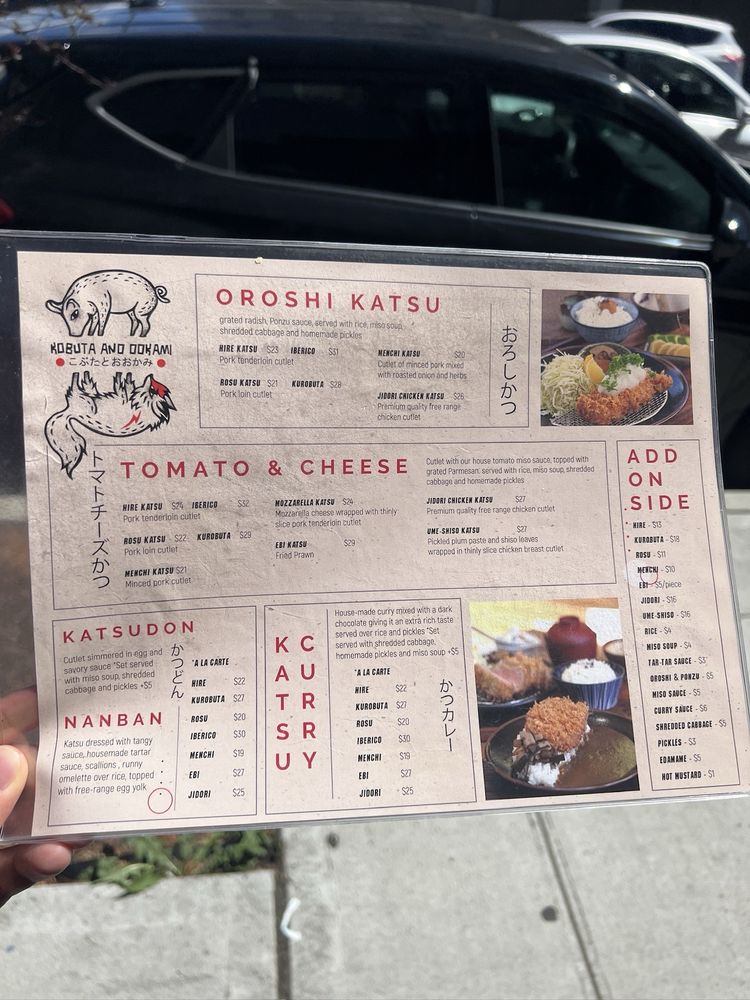 KOBUTA AND OOKAMI
こぶたとおおかみ
OROSHI KATSU
grated radish, Ponzu sauce, served with rice, miso soup,
shredded cabbage and homemade pickles
HIRE KATSU $23 IBERICO $31
Pork tenderloin cutlet
ROSU KATSU $21 KUROBUTA $28
Pork loin cutlet
MENCHI KATSU $20
Cutlet of minced pork mixed
with roasted onion and herbs
JIDORI CHICKEN KATSU $26
Premium quality free range
chicken cutlet
おろしかつ
トマトチーズかつ
TOMATO & CHEESE
Cutlet with our house tomato miso sauce, topped with
grated Parmesan, served with rice, miso soup, shredded
cabbage and homemade pickles
HIRE KATSU $24 IBERICO $32
Pork tenderloin cutlet
ROSU KATSU $22 KUROBUTA $29
Pork loin cutlet
MENCHI KATSU $21
Minced pork cutlet
MOZZARELLA KATSU $24
Mozzarella cheese wrapped with thinly
slice pork tenderloin cutlet
EBI KATSU $29
Fried Prawn
JIDORI CHICKEN KATSU $27
Premium quality free range chicken cutlet
UME-SHISO KATSU $27
Pickled plum paste and shiso leaves
wrapped in thinly slice chicken breast cutlet
ADD
ON
SIDE
HIRE - $13
KUROBUTA - $18
ROSU - $11
MENCHI - $10
EBI - $5/piece
JIDORI - $16
UME-SHISO - $16
RICE - $4
MISO SOUP - $4
TAR-TAR SAUCE - $3
OROSHI & PONZU - $5
MISO SAUCE - $5
CURRY SAUCE - $6
SHREDDED CABBAGE - $5
PICKLES - $3
EDAMAME - $5
HOT MUSTARD - $1
KATSUDON
Cutlet simmered in egg and
savory sauce *Set served
with miso soup, shredded
cabbage and pickles +$5
かつどん
NANBAN
Katsu dressed with tangy
sauce, housemade tartar
sauce, scallions, runny
omelette over rice, topped
with free-range egg yolk
*A LA CARTE
HIRE $22
KUROBUTA $27
ROSU $20
IBERICO $30
MENCHI $19
EBI $27
JIDORI $25
KATSU
CURRY
House-made curry mixed with a dark
chocolate giving it an extra rich taste
served over rice and pickles *Set
served with shredded cabbage,
homemade pickles and miso soup +$5
*A LA CARTE
HIRE $22
KUROBUTA $27
ROSU $20
IBERICO $30
MENCHI $19
EBI $27
JIDORI $25
かつカレー